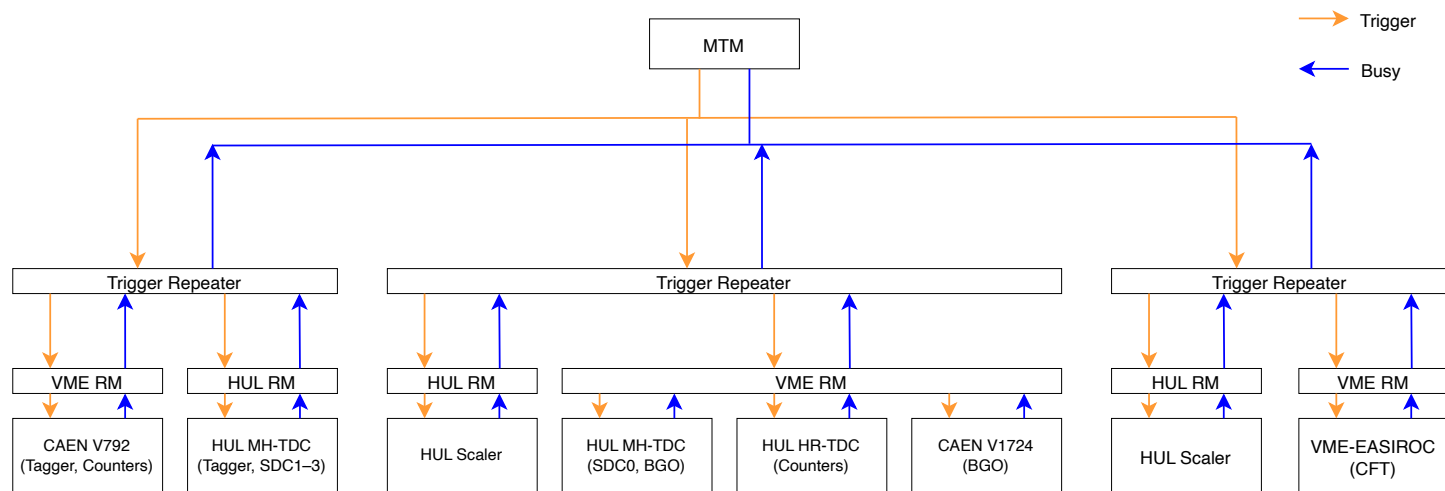 MTM
Trigger
Busy
Trigger Repeater
Trigger Repeater
Trigger Repeater
VME RM
HUL RM
HUL RM
VME RM
HUL RM
VME RM
CAEN V792
(Tagger, Counters)
HUL MH-TDC
(Tagger, SDC1–3)
HUL Scaler
HUL MH-TDC
(SDC0, BGO)
HUL HR-TDC
(Counters)
CAEN V1724
(BGO)
HUL Scaler
VME-EASIROC
(CFT)